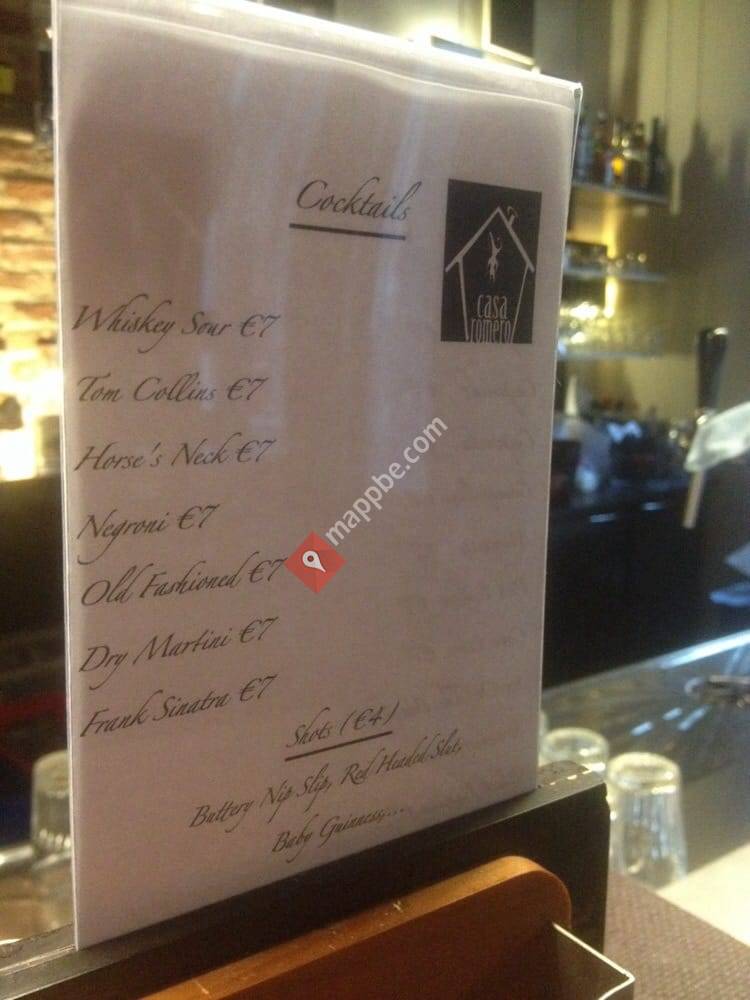 Cocktails
casa
romero
Whiskey Sour €7
Tom Collins €7
Horse's Neck €7
Negroni €7
Old Fashioned €7
Dry Martini €7
Frank Sinatra €7
Shots (€4)
Buttery Nip Slip, Red Headed Slut,
Baby Guinness,...
mappbe.com